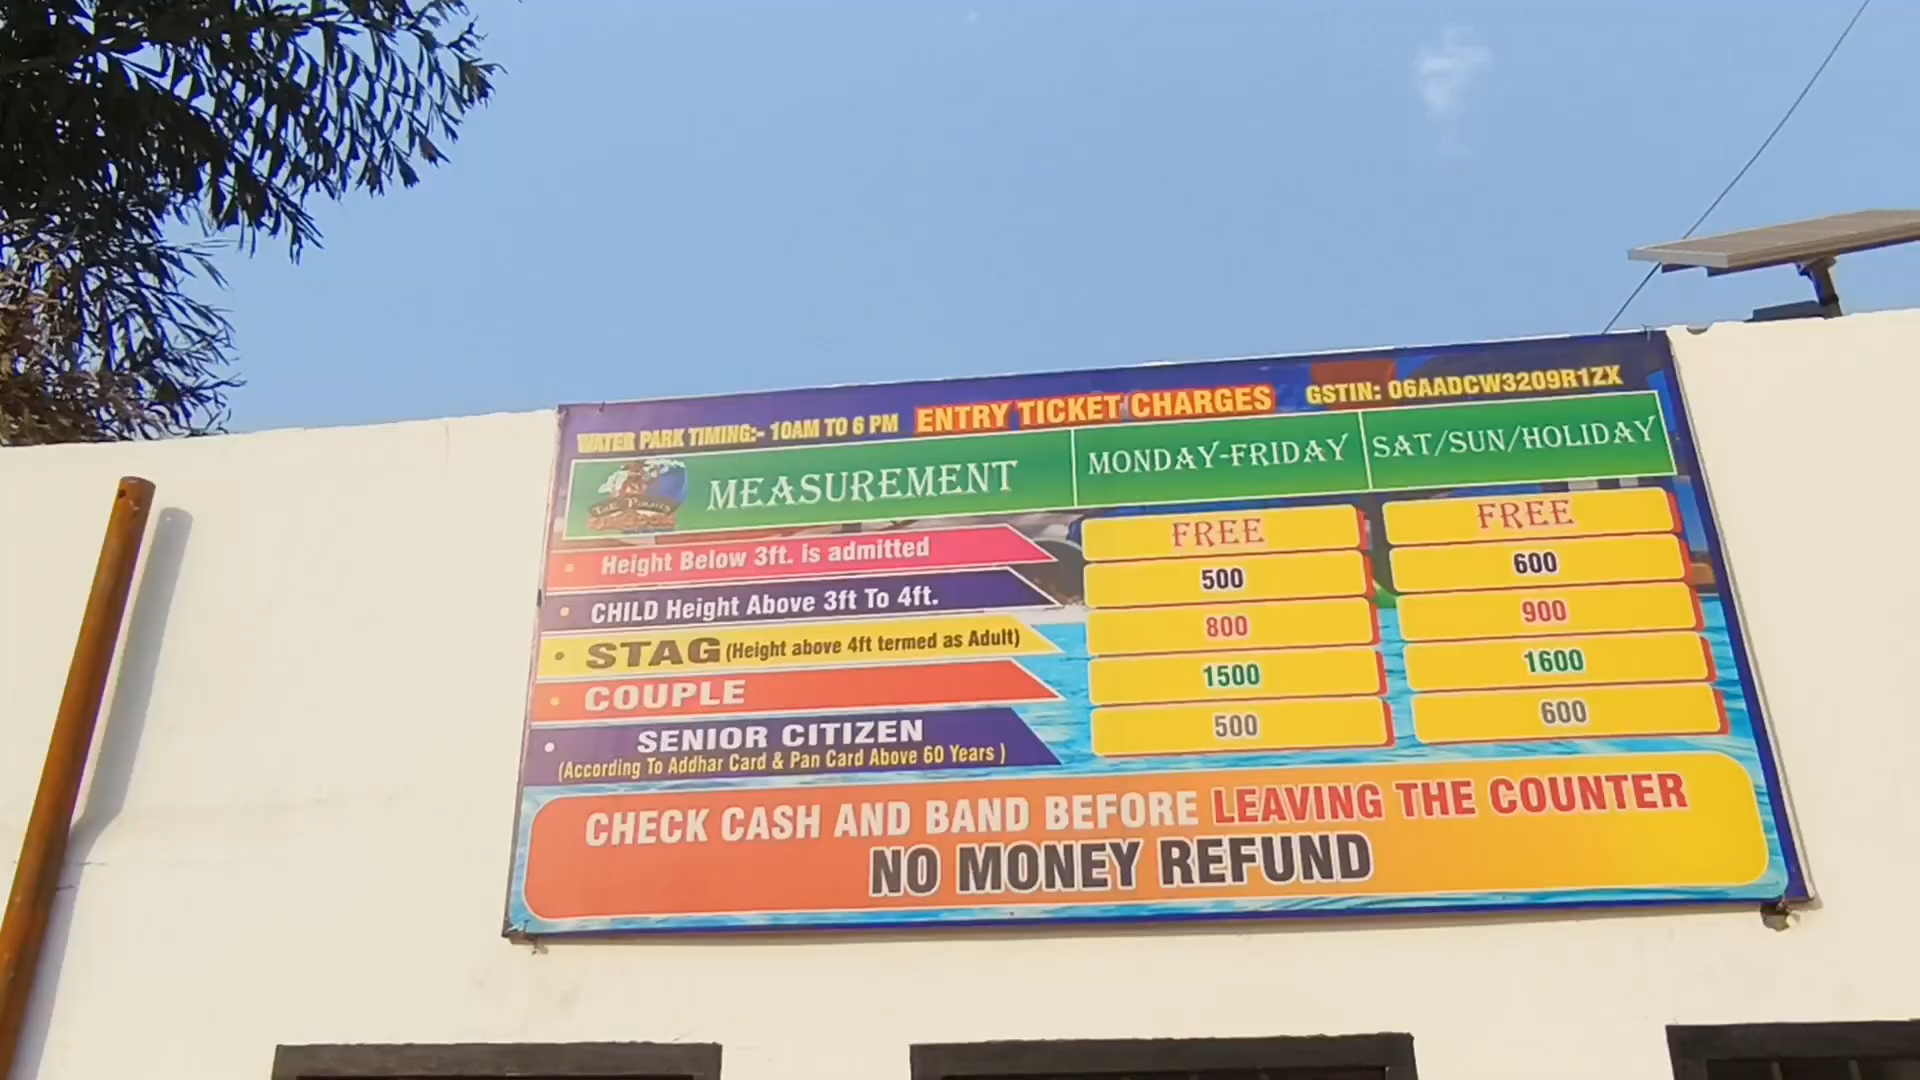 WATER PARK TIMING:- 10AM TO 6 PM ENTRY TICKET CHARGES GSTIN: 06AADCW3209R1ZX
THE PIRATES KINGDOM
MEASUREMENT MONDAY-FRIDAY SAT/SUN/HOLIDAY
• Height Below 3ft. is admitted FREE FREE
• CHILD Height Above 3ft To 4ft. 500 600
• STAG (Height above 4ft termed as Adult) 800 900
• COUPLE 1500 1600
• SENIOR CITIZEN 500 600
(According To Addhar Card & Pan Card Above 60 Years )
CHECK CASH AND BAND BEFORE LEAVING THE COUNTER
NO MONEY REFUND